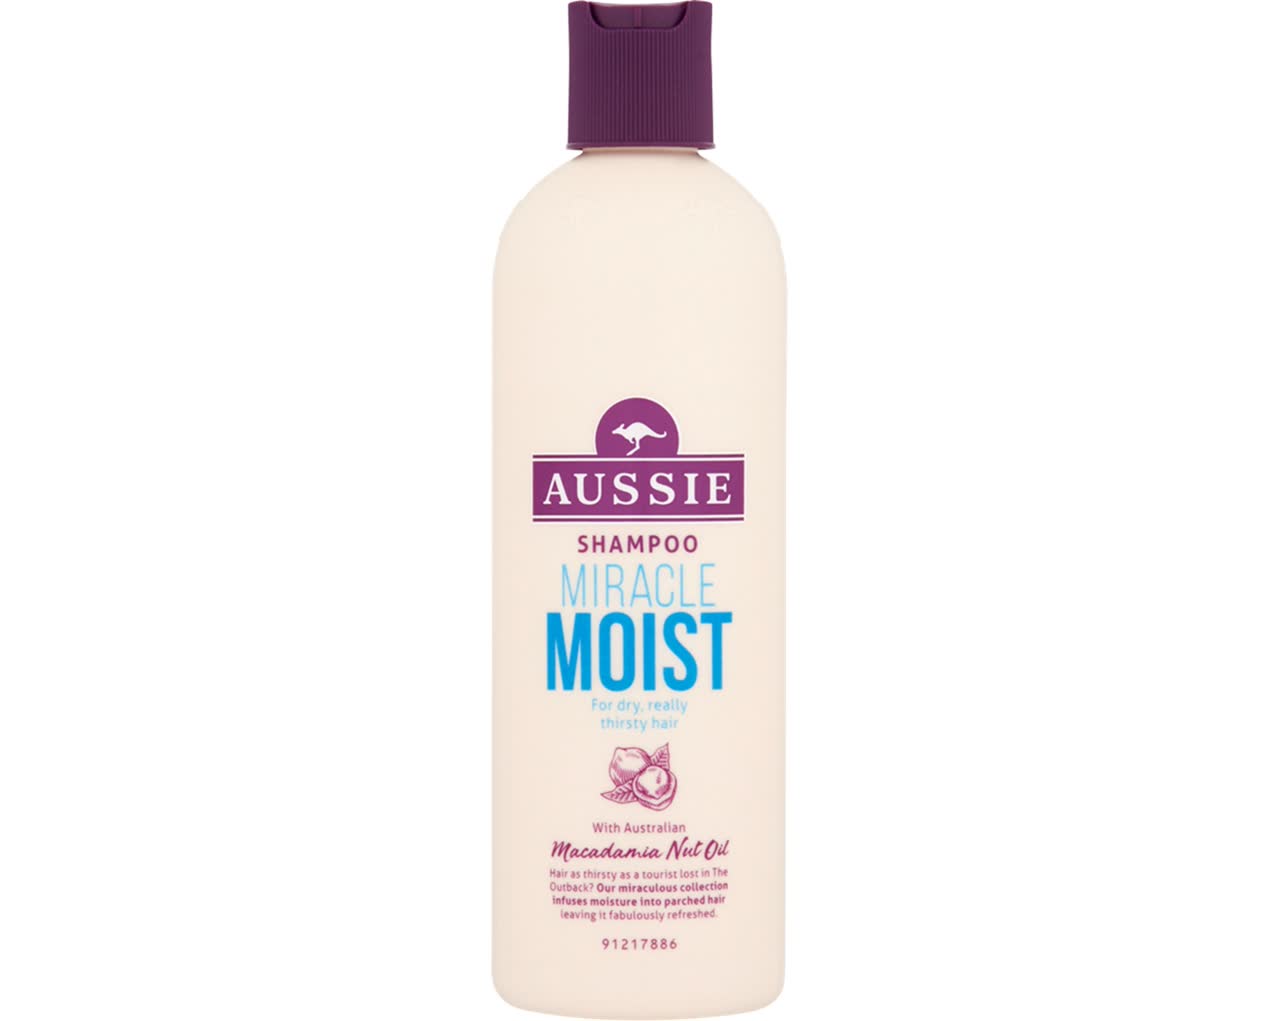 AUSSIE
SHAMPOO
MIRACLE
MOIST
For dry, really
thirsty hair
With Australian
Macadamia Nut Oil
Hair as thirsty as a tourist lost in The
Outback? Our miraculous collection
infuses moisture into parched hair
leaving it fabulously refreshed.
91217886